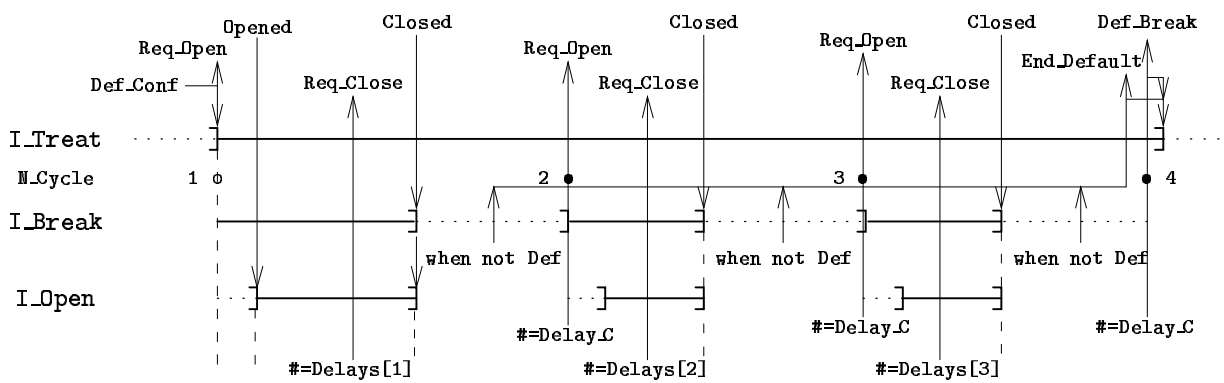 Opened Closed Closed Closed Def_Break
Req_Open Req_Open Req_Open End_Default
Def_Conf Req_Close Req_Close Req_Close
I_Treat
N_Cycle 1 2 3 4
I_Break
when not Def when not Def when not Def
I_Open
#=Delay_C #=Delay_C #=Delay_C
#=Delays[1] #=Delays[2] #=Delays[3]